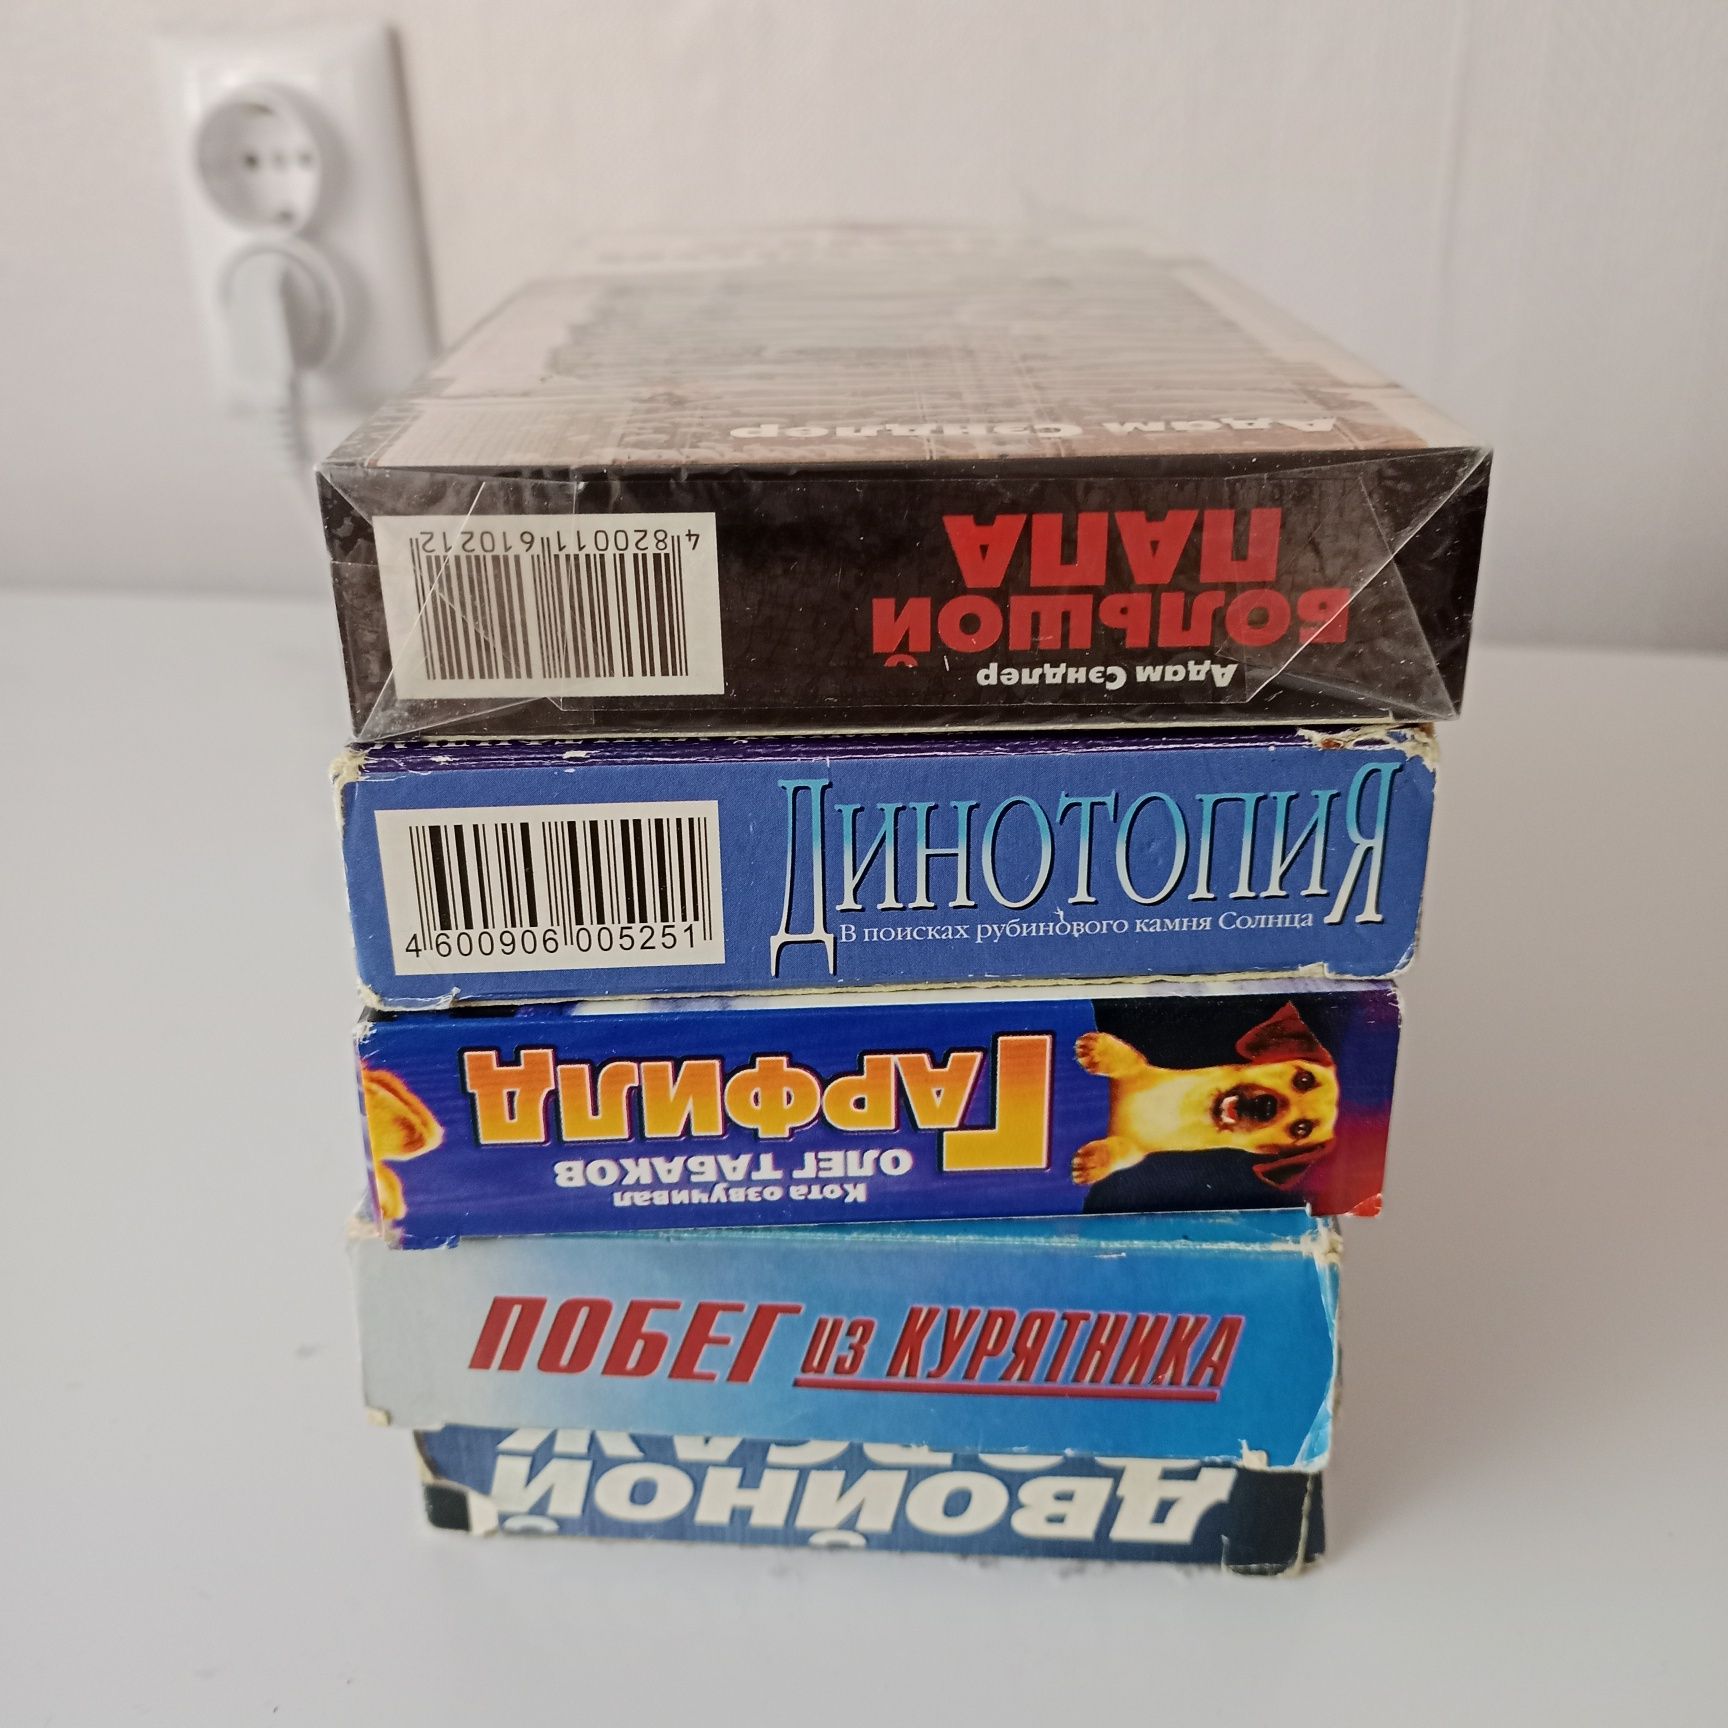 Адам Сэндлер
Адам Сэндлер
БОЛЬШОЙ
ПАПА
4 820011 610212
ДИНОТОПИЯ
В поисках рубинового камня Солнца
4 600906 005251
Кота озвучивал
ОЛЕГ ТАБАКОВ
ГАРФИЛД
ПОБЕГ из КУРЯТНИКА
ДВОЙНОЙ